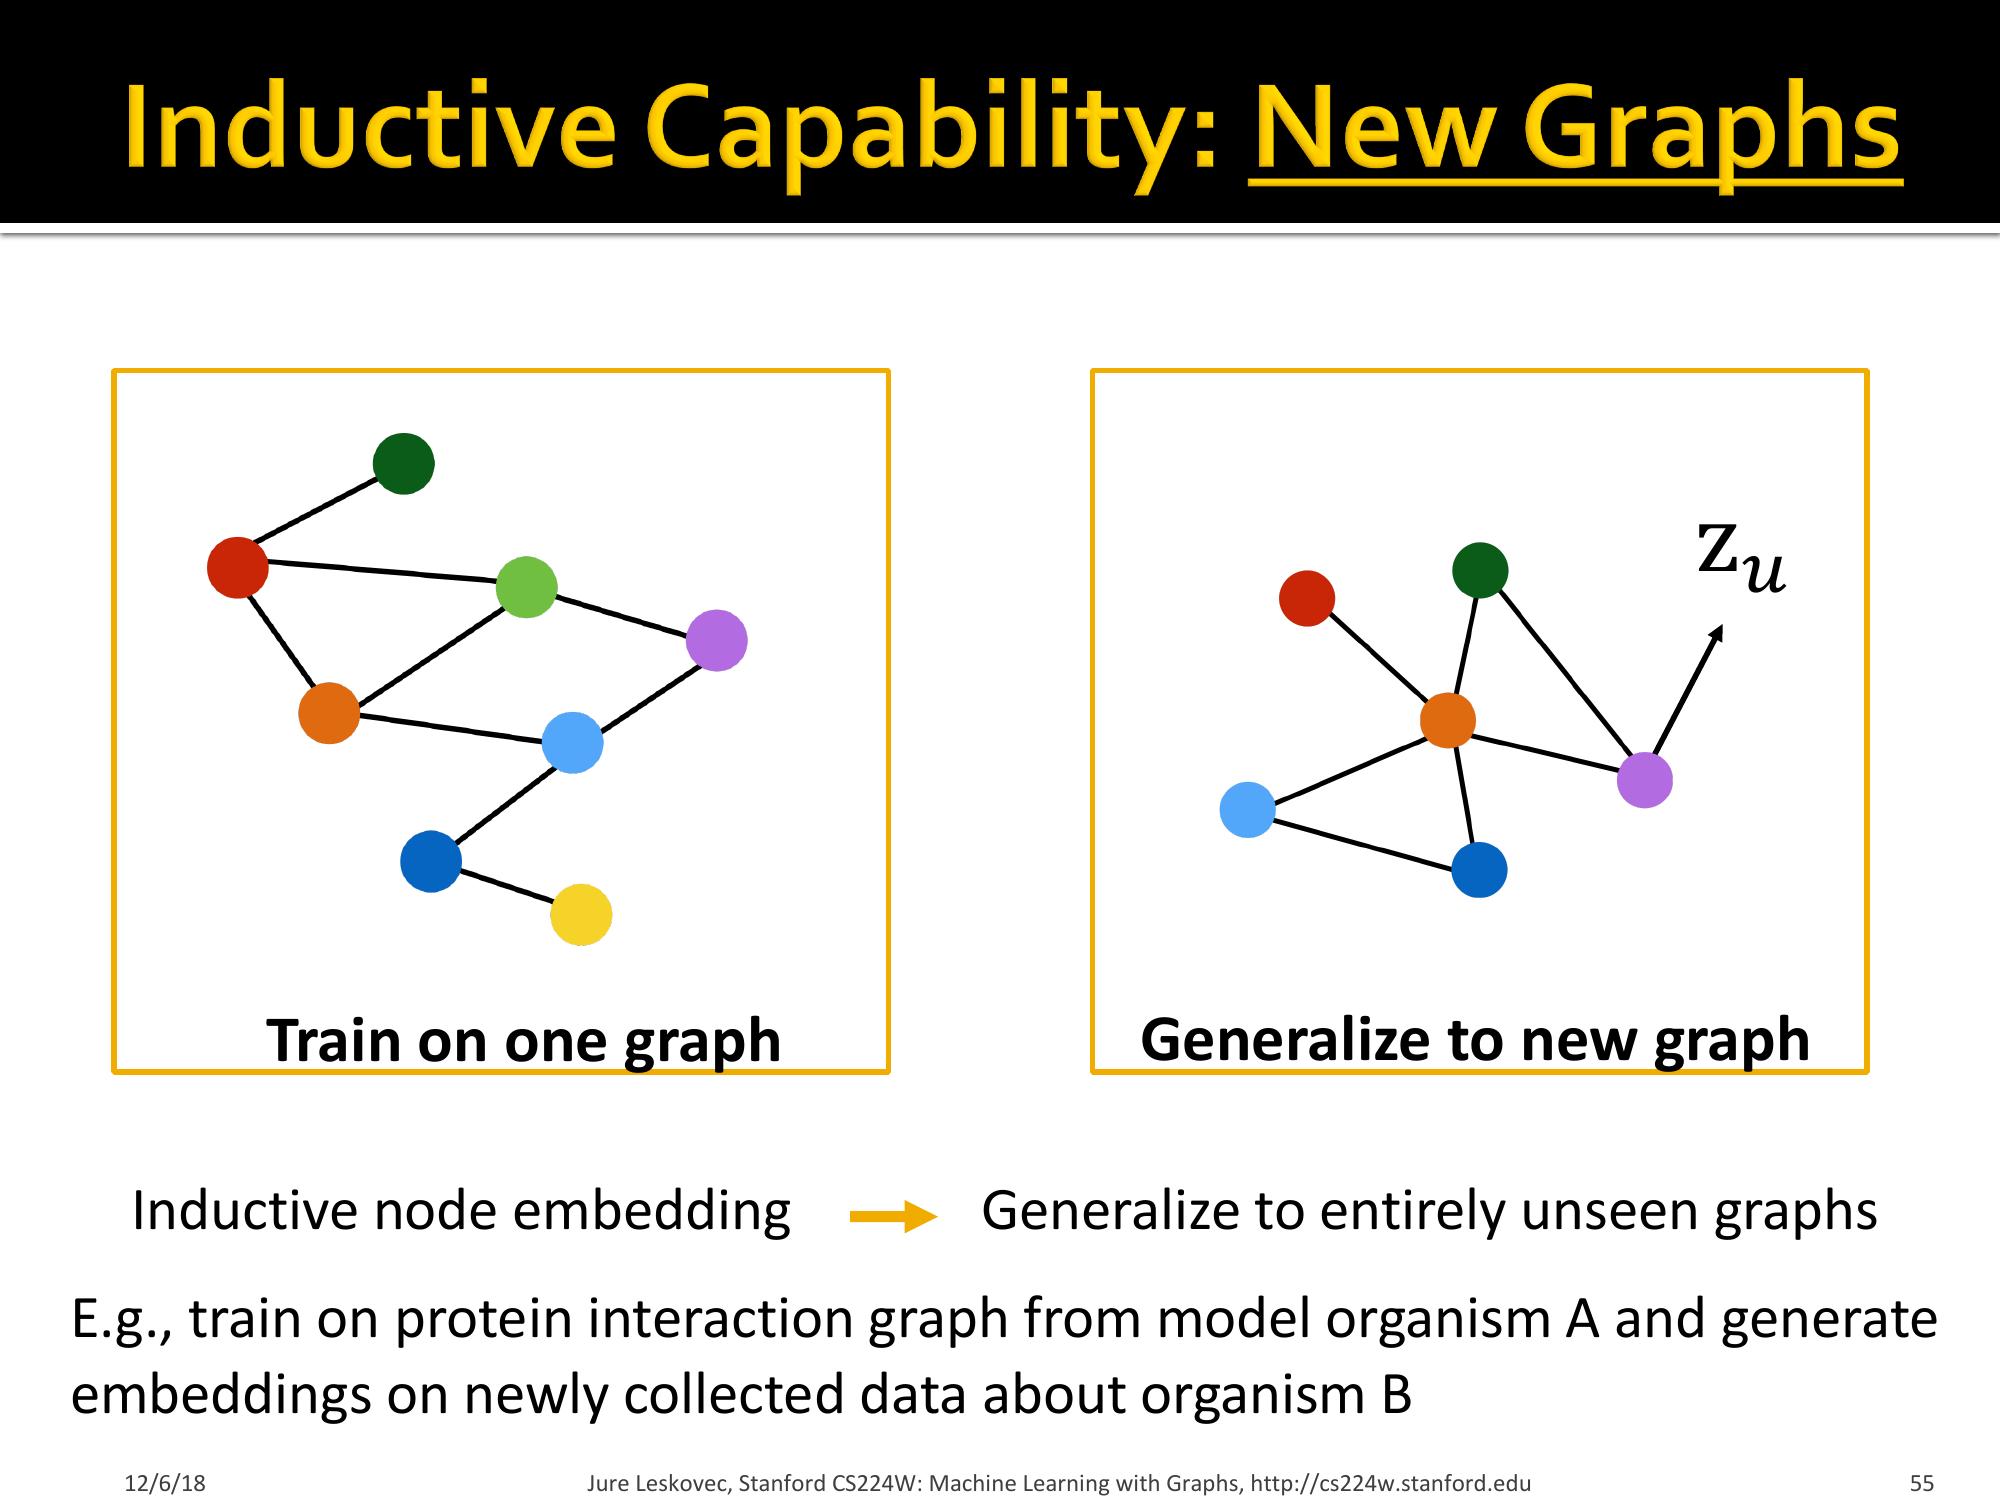 Inductive Capability: New Graphs
z_u
Train on one graph
Generalize to new graph
Inductive node embedding
Generalize to entirely unseen graphs
E.g., train on protein interaction graph from model organism A and generate
embeddings on newly collected data about organism B
12/6/18
Jure Leskovec, Stanford CS224W: Machine Learning with Graphs, http://cs224w.stanford.edu
55